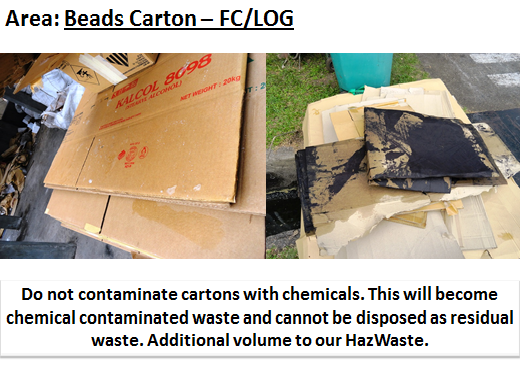 Area: Beads Carton – FC/LOG
KALCOL 8098
NET WEIGHT: 20kg
Do not contaminate cartons with chemicals. This will become
chemical contaminated waste and cannot be disposed as residual
waste. Additional volume to our HazWaste.